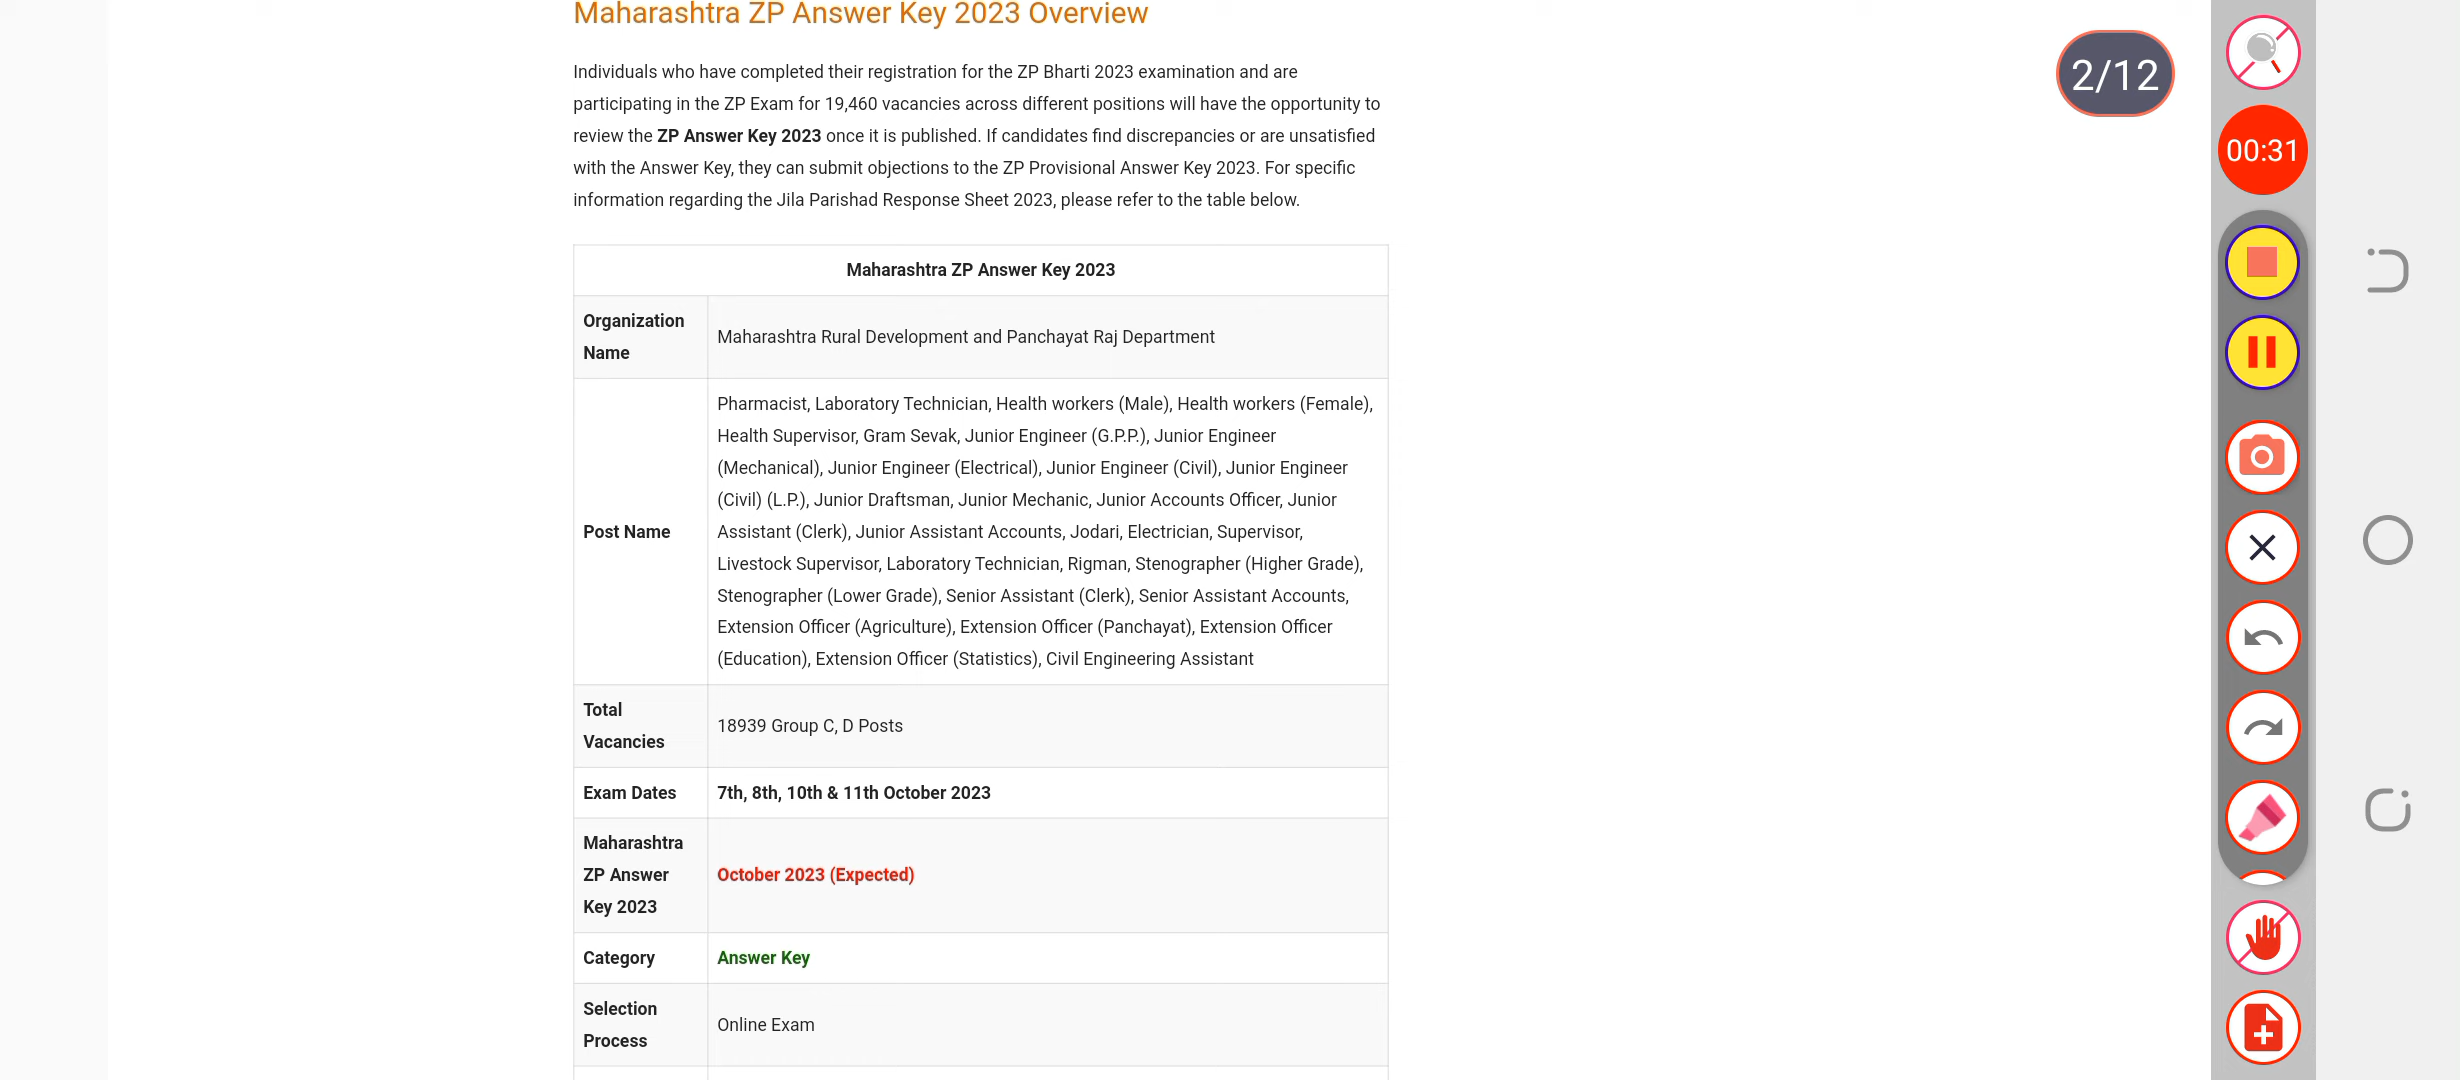 Maharashtra ZP Answer Key 2023 Overview
Individuals who have completed their registration for the ZP Bharti 2023 examination and are
participating in the ZP Exam for 19,460 vacancies across different positions will have the opportunity to
review the ZP Answer Key 2023 once it is published. If candidates find discrepancies or are unsatisfied
with the Answer Key, they can submit objections to the ZP Provisional Answer Key 2023. For specific
information regarding the Jila Parishad Response Sheet 2023, please refer to the table below.
Maharashtra ZP Answer Key 2023
Organization
Name
Maharashtra Rural Development and Panchayat Raj Department
Post Name
Pharmacist, Laboratory Technician, Health workers (Male), Health workers (Female),
Health Supervisor, Gram Sevak, Junior Engineer (G.P.P.), Junior Engineer
(Mechanical), Junior Engineer (Electrical), Junior Engineer (Civil), Junior Engineer
(Civil) (L.P.), Junior Draftsman, Junior Mechanic, Junior Accounts Officer, Junior
Assistant (Clerk), Junior Assistant Accounts, Jodari, Electrician, Supervisor,
Livestock Supervisor, Laboratory Technician, Rigman, Stenographer (Higher Grade),
Stenographer (Lower Grade), Senior Assistant (Clerk), Senior Assistant Accounts,
Extension Officer (Agriculture), Extension Officer (Panchayat), Extension Officer
(Education), Extension Officer (Statistics), Civil Engineering Assistant
Total
Vacancies
18939 Group C, D Posts
Exam Dates
7th, 8th, 10th & 11th October 2023
Maharashtra
ZP Answer
Key 2023
October 2023 (Expected)
Category
Answer Key
Selection
Process
Online Exam
2/12
00:31